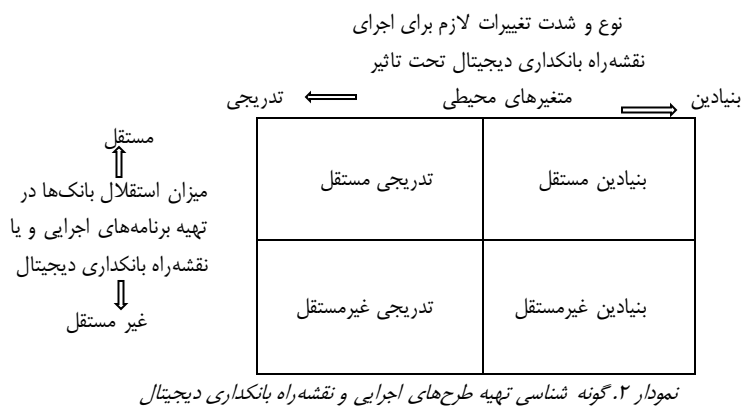 نوع و شدت تغییرات لازم برای اجرای
نقشه‌راه بانکداری دیجیتال تحت تاثیر
بنیادین متغیرهای محیطی تدریجی
مستقل
میزان استقلال بانک‌ها در
تهیه برنامه‌های اجرایی و یا
نقشه‌راه بانکداری دیجیتال
غیر مستقل
بنیادین مستقل تدریجی مستقل
بنیادین غیرمستقل تدریجی غیرمستقل
نمودار ۲. گونه شناسی تهیه طرح‌های اجرایی و نقشه‌راه بانکداری دیجیتال